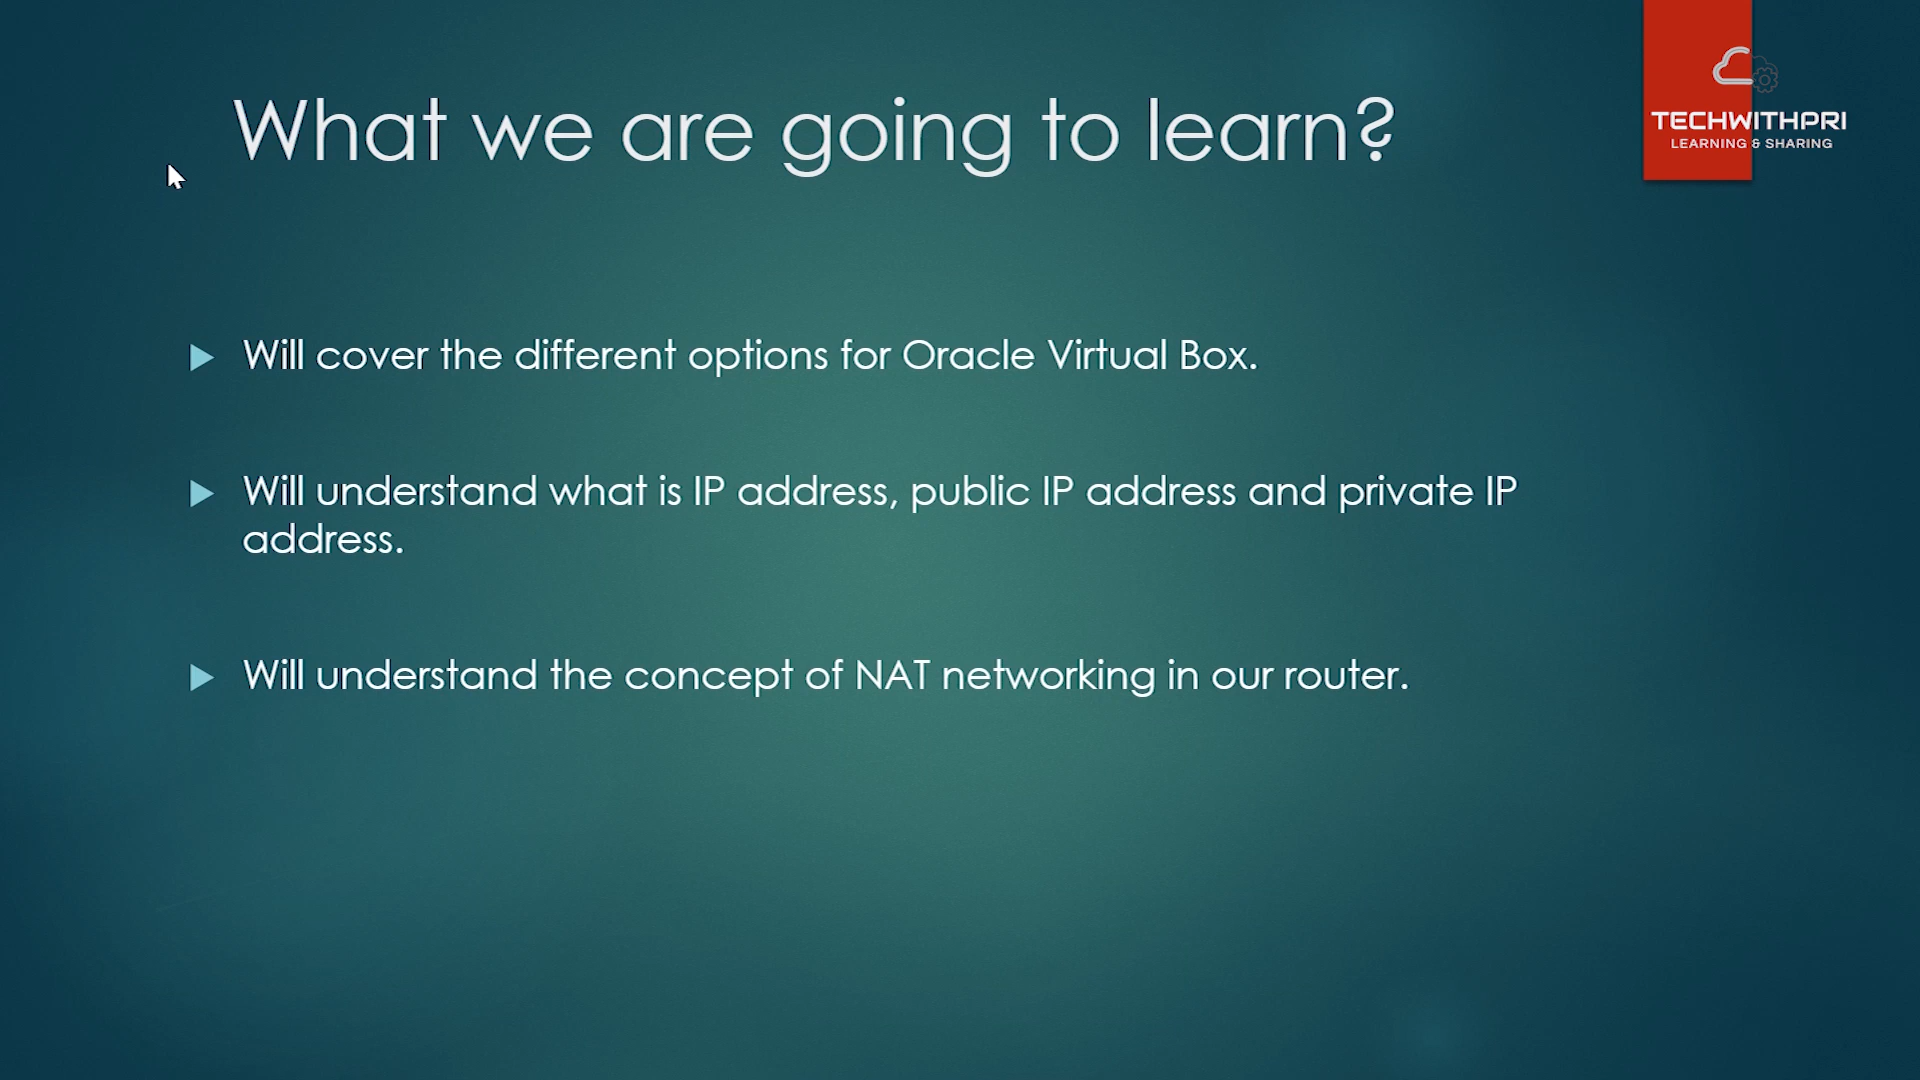 What we are going to learn?
TECHWITHPRI
LEARNING & SHARING
Will cover the different options for Oracle Virtual Box.
Will understand what is IP address, public IP address and private IP
address.
Will understand the concept of NAT networking in our router.